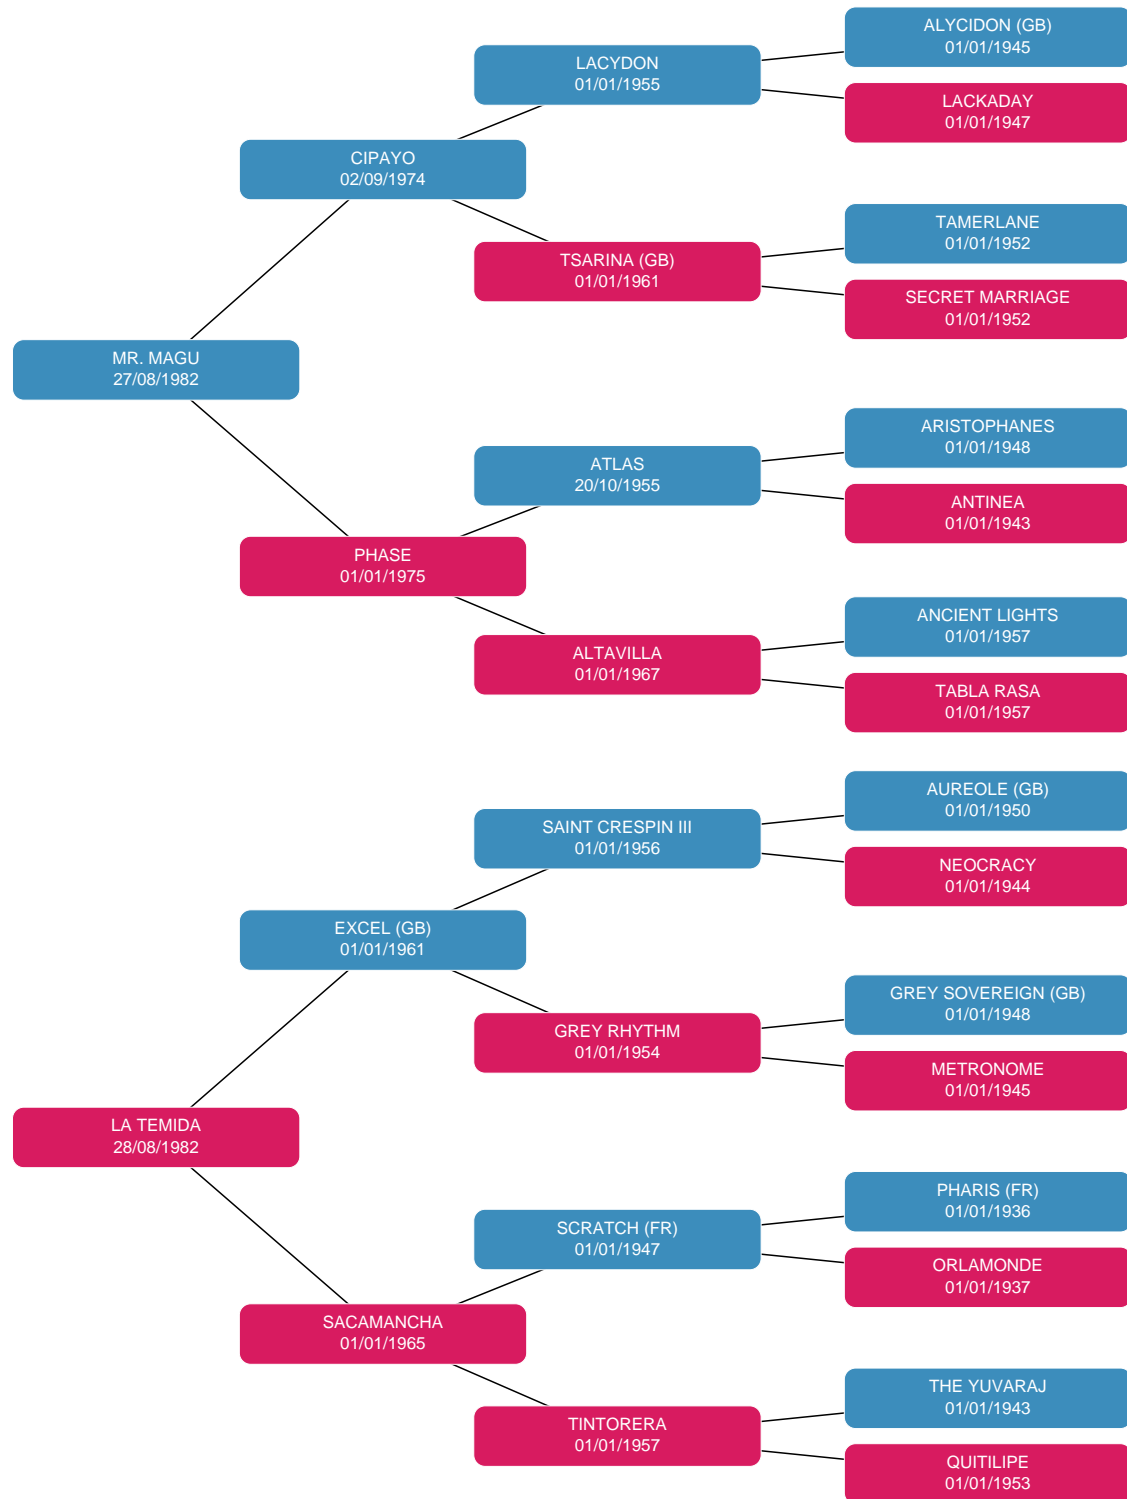 ALYCIDON (GB)
01/01/1945
LACYDON
01/01/1955
LACKADAY
01/01/1947
CIPAYO
02/09/1974
TAMERLANE
01/01/1952
TSARINA (GB)
01/01/1961
SECRET MARRIAGE
01/01/1952
MR. MAGU
27/08/1982
ARISTOPHANES
01/01/1948
ATLAS
20/10/1955
ANTINEA
01/01/1943
PHASE
01/01/1975
ANCIENT LIGHTS
01/01/1957
ALTAVILLA
01/01/1967
TABLA RASA
01/01/1957
AUREOLE (GB)
01/01/1950
SAINT CRESPIN III
01/01/1956
NEOCRACY
01/01/1944
EXCEL (GB)
01/01/1961
GREY SOVEREIGN (GB)
01/01/1948
GREY RHYTHM
01/01/1954
METRONOME
01/01/1945
LA TEMIDA
28/08/1982
PHARIS (FR)
01/01/1936
SCRATCH (FR)
01/01/1947
ORLAMONDE
01/01/1937
SACAMANCHA
01/01/1965
THE YUVARAJ
01/01/1943
TINTORERA
01/01/1957
QUITILIPE
01/01/1953